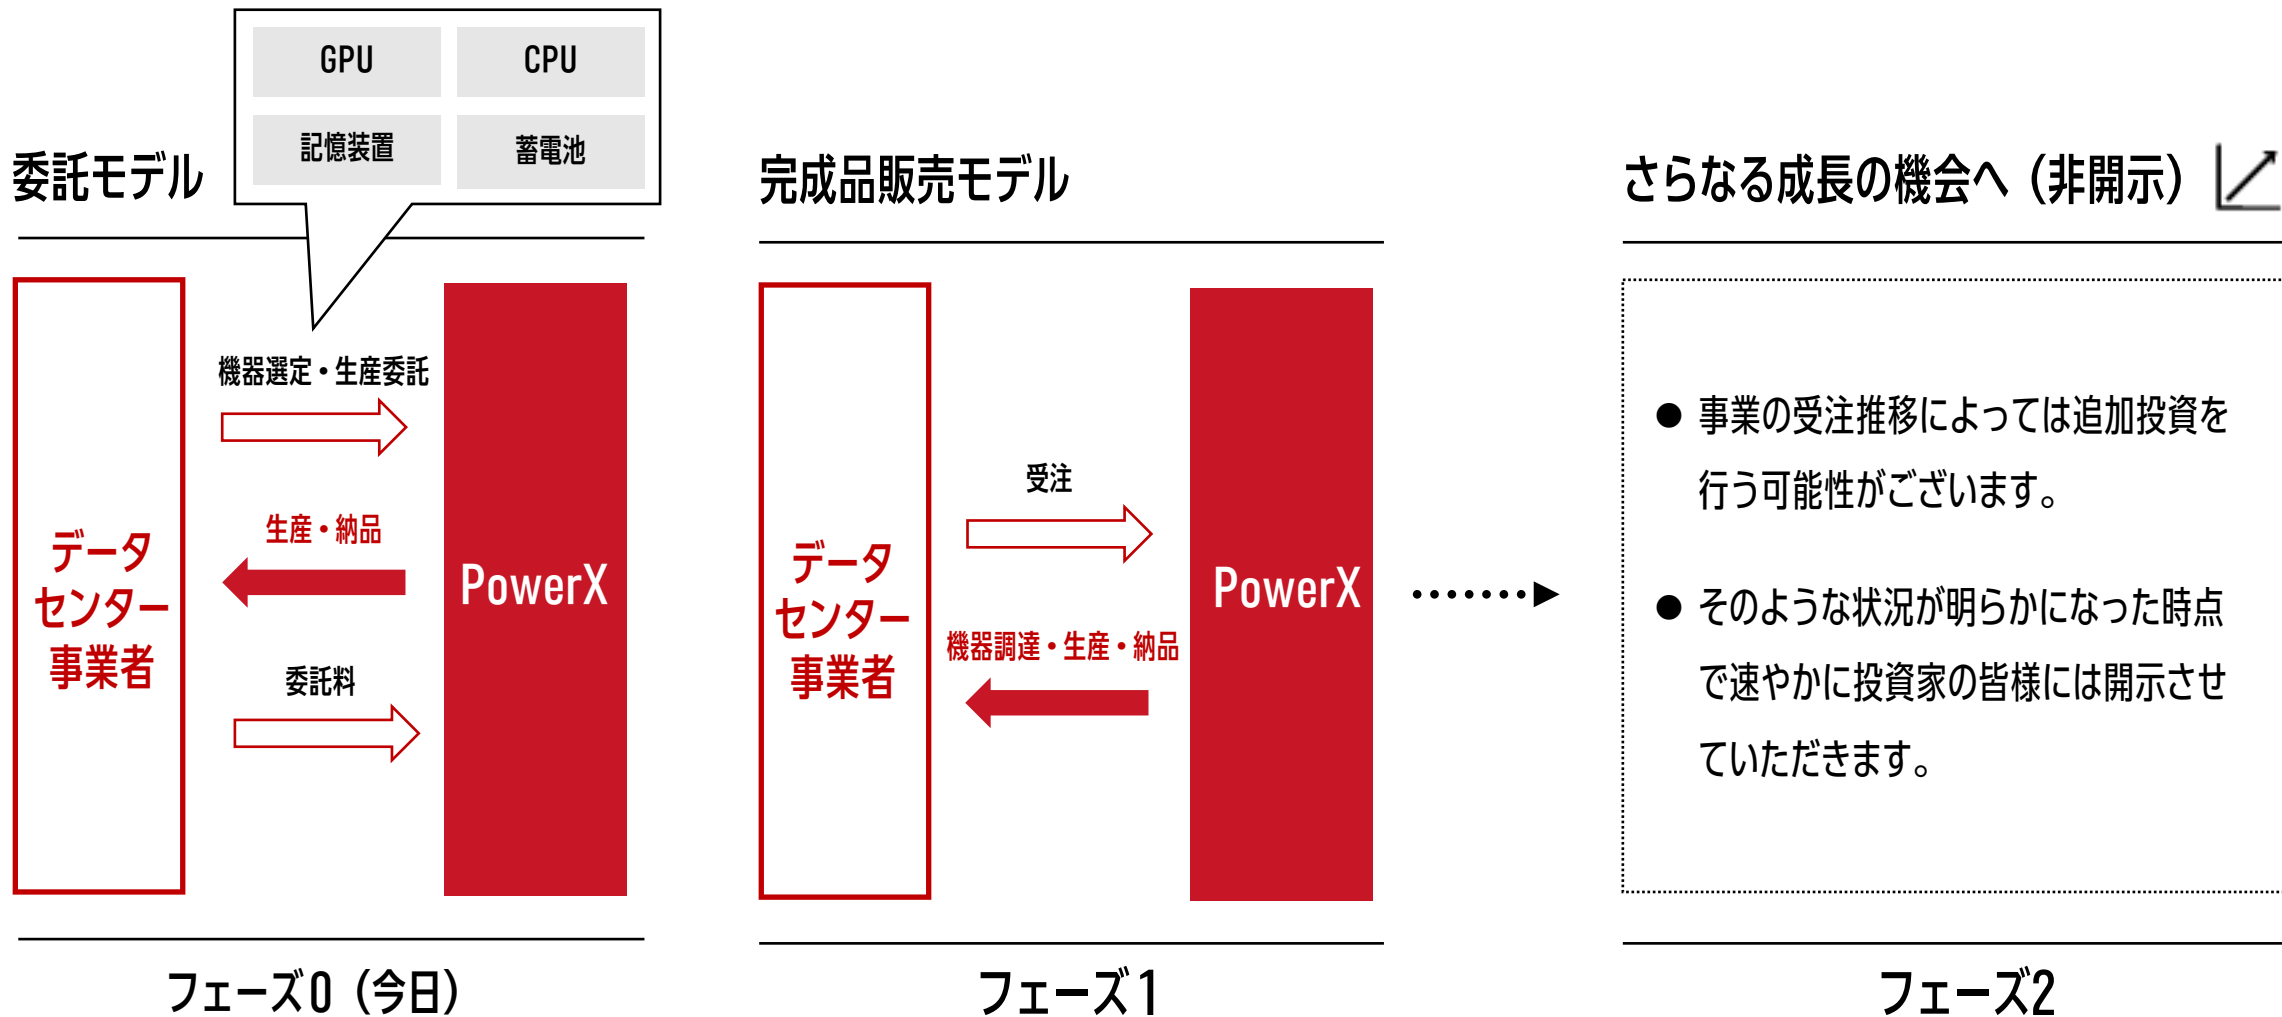 委託モデル
GPU
CPU
記憶装置
蓄電池
データ
センター
事業者
機器選定・生産委託
生産・納品
委託料
PowerX
フェーズ0（今日）
完成品販売モデル
データ
センター
事業者
受注
機器調達・生産・納品
PowerX
フェーズ1
さらなる成長の機会へ（非開示）
● 事業の受注推移によっては追加投資を
行う可能性がございます。
● そのような状況が明らかになった時点
で速やかに投資家の皆様には開示させ
ていただきます。
フェーズ2